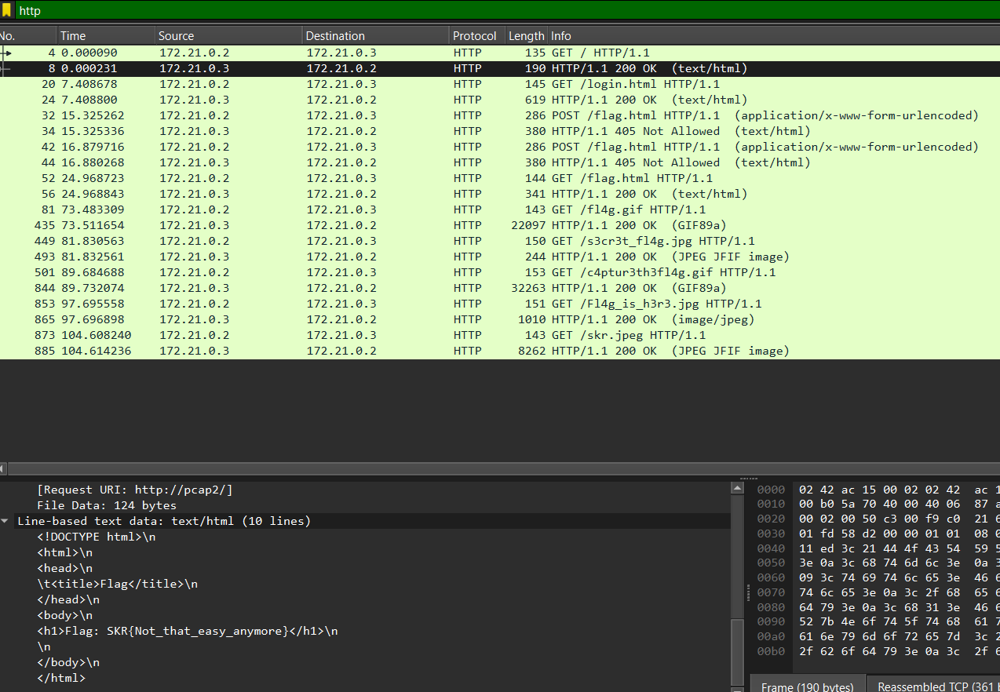 http
No. Time Source Destination Protocol Length Info
4 0.000090 172.21.0.2 172.21.0.3 HTTP 135 GET / HTTP/1.1
8 0.000231 172.21.0.3 172.21.0.2 HTTP 190 HTTP/1.1 200 OK (text/html)
20 7.408678 172.21.0.2 172.21.0.3 HTTP 145 GET /login.html HTTP/1.1
24 7.408800 172.21.0.3 172.21.0.2 HTTP 619 HTTP/1.1 200 OK (text/html)
32 15.325262 172.21.0.2 172.21.0.3 HTTP 286 POST /flag.html HTTP/1.1 (application/x-www-form-urlencoded)
34 15.325336 172.21.0.3 172.21.0.2 HTTP 380 HTTP/1.1 405 Not Allowed (text/html)
42 16.879716 172.21.0.2 172.21.0.3 HTTP 286 POST /flag.html HTTP/1.1 (application/x-www-form-urlencoded)
44 16.880268 172.21.0.3 172.21.0.2 HTTP 380 HTTP/1.1 405 Not Allowed (text/html)
52 24.968723 172.21.0.2 172.21.0.3 HTTP 144 GET /flag.html HTTP/1.1
56 24.968843 172.21.0.3 172.21.0.2 HTTP 341 HTTP/1.1 200 OK (text/html)
81 73.483309 172.21.0.2 172.21.0.3 HTTP 143 GET /fl4g.gif HTTP/1.1
435 73.511654 172.21.0.3 172.21.0.2 HTTP 22097 HTTP/1.1 200 OK (GIF89a)
449 81.830563 172.21.0.2 172.21.0.3 HTTP 150 GET /s3cr3t_fl4g.jpg HTTP/1.1
493 81.832561 172.21.0.3 172.21.0.2 HTTP 244 HTTP/1.1 200 OK (JPEG JFIF image)
501 89.684688 172.21.0.2 172.21.0.3 HTTP 153 GET /c4ptur3th3fl4g.gif HTTP/1.1
844 89.732074 172.21.0.3 172.21.0.2 HTTP 32263 HTTP/1.1 200 OK (GIF89a)
853 97.695558 172.21.0.2 172.21.0.3 HTTP 151 GET /Fl4g_is_h3r3.jpg HTTP/1.1
865 97.696898 172.21.0.3 172.21.0.2 HTTP 1010 HTTP/1.1 200 OK (image/jpeg)
873 104.608240 172.21.0.2 172.21.0.3 HTTP 143 GET /skr.jpeg HTTP/1.1
885 104.614236 172.21.0.3 172.21.0.2 HTTP 8262 HTTP/1.1 200 OK (JPEG JFIF image)
[Request URI: http://pcap2/]
File Data: 124 bytes
Line-based text data: text/html (10 lines)
<!DOCTYPE html>\n
<html>\n
<head>\n
\t<title>Flag</title>\n
</head>\n
<body>\n
<h1>Flag: SKR{Not_that_easy_anymore}</h1>\n
\n
</body>\n
</html>
0000 02 42 ac 15 00 02 02 42 ac
0010 00 b0 5a 70 40 00 40 06 87
0020 00 02 00 50 c3 00 f9 c0 21
0030 01 fd 58 d2 00 00 01 01 08
0040 11 ed 3c 21 44 4f 43 54 59
0050 3e 0a 3c 68 74 6d 6c 3e 0a
0060 09 3c 74 69 74 6c 65 3e 46
0070 74 6c 65 3e 0a 3c 2f 68 65
0080 64 79 3e 0a 3c 68 31 3e 46
0090 52 7b 4e 6f 74 5f 74 68 61
00a0 61 6e 79 6d 6f 72 65 7d 3c
00b0 2f 62 6f 64 79 3e 0a 3c 2f
Frame (190 bytes) Reassembled TCP (361